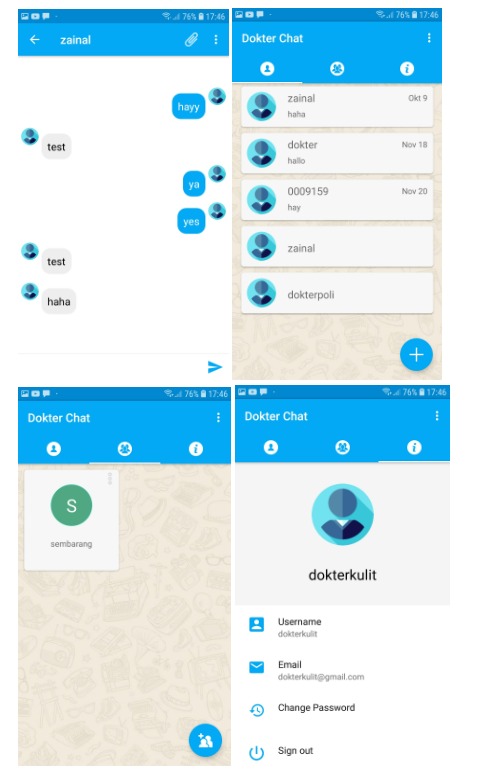 76% 17:46
zainal
hayy
test
ya
yes
test
haha
76% 17:46
Dokter Chat
zainal Okt 9
haha
dokter Nov 18
hallo
0009159 Nov 20
hay
zainal
dokterpoli
76% 17:46
Dokter Chat
S
sembarang
76% 17:46
Dokter Chat
dokterkulit
Username
dokterkulit
Email
dokterkulit@gmail.com
Change Password
Sign out